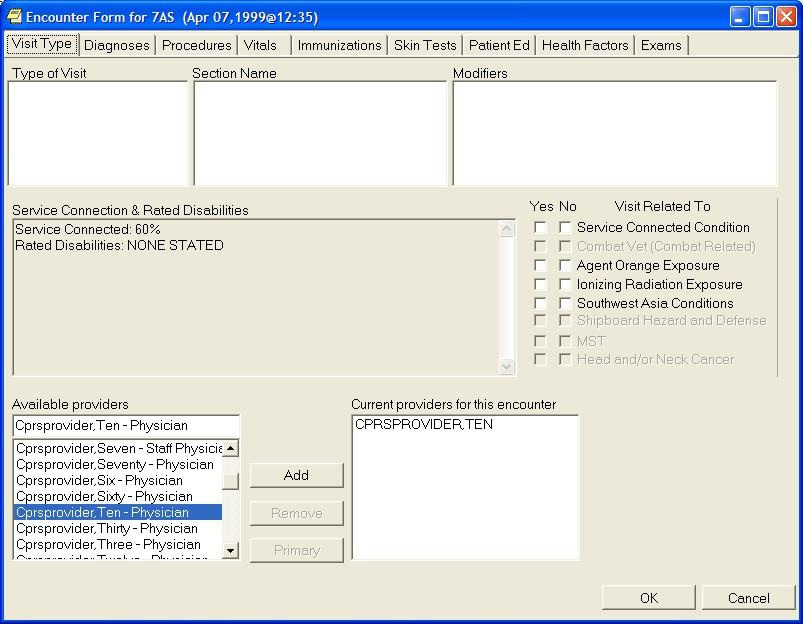 Encounter Form for 7AS (Apr 07,1999@12:35)
Visit Type Diagnoses Procedures Vitals Immunizations Skin Tests Patient Ed Health Factors Exams
Type of Visit Section Name Modifiers
Service Connection & Rated Disabilities
Service Connected: 60%
Rated Disabilities: NONE STATED
Yes No Visit Related To
Service Connected Condition
Combat Vet (Combat Related)
Agent Orange Exposure
Ionizing Radiation Exposure
Southwest Asia Conditions
Shipboard Hazard and Defense
MST
Head and/or Neck Cancer
Available providers
Cprsprovider,Ten - Physician
Cprsprovider,Seven - Staff Physicia
Cprsprovider,Seventy - Physician
Cprsprovider,Six - Physician
Cprsprovider,Sixty - Physician
Cprsprovider,Ten - Physician
Cprsprovider,Thirty - Physician
Cprsprovider,Three - Physician
Cprsprovider,Twelve - Physician
Add
Remove
Primary
Current providers for this encounter
CPRSPROVIDER,TEN
OK Cancel